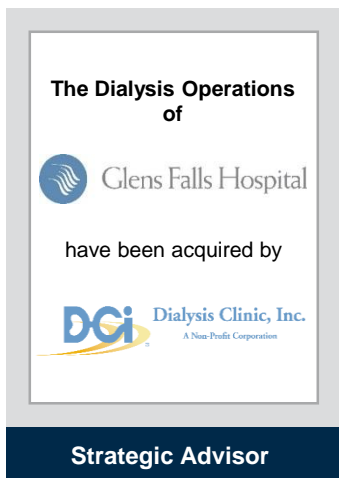 The Dialysis Operations
of
Glens Falls Hospital
have been acquired by
DCi Dialysis Clinic, Inc.
A Non-Profit Corporation
Strategic Advisor